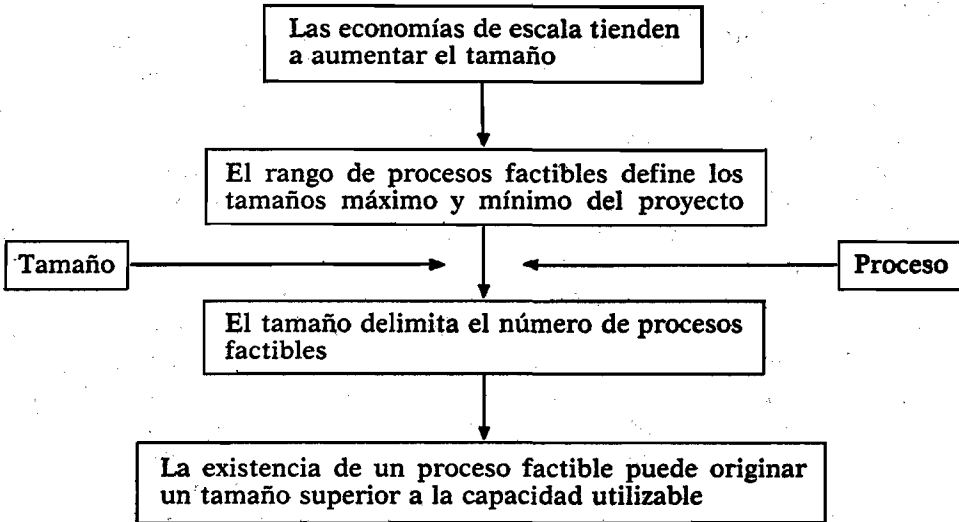 Las economías de escala tienden
a aumentar el tamaño
El rango de procesos factibles define los
tamaños máximo y mínimo del proyecto
Tamaño
Proceso
El tamaño delimita el número de procesos
factibles
La existencia de un proceso factible puede originar
un tamaño superior a la capacidad utilizable